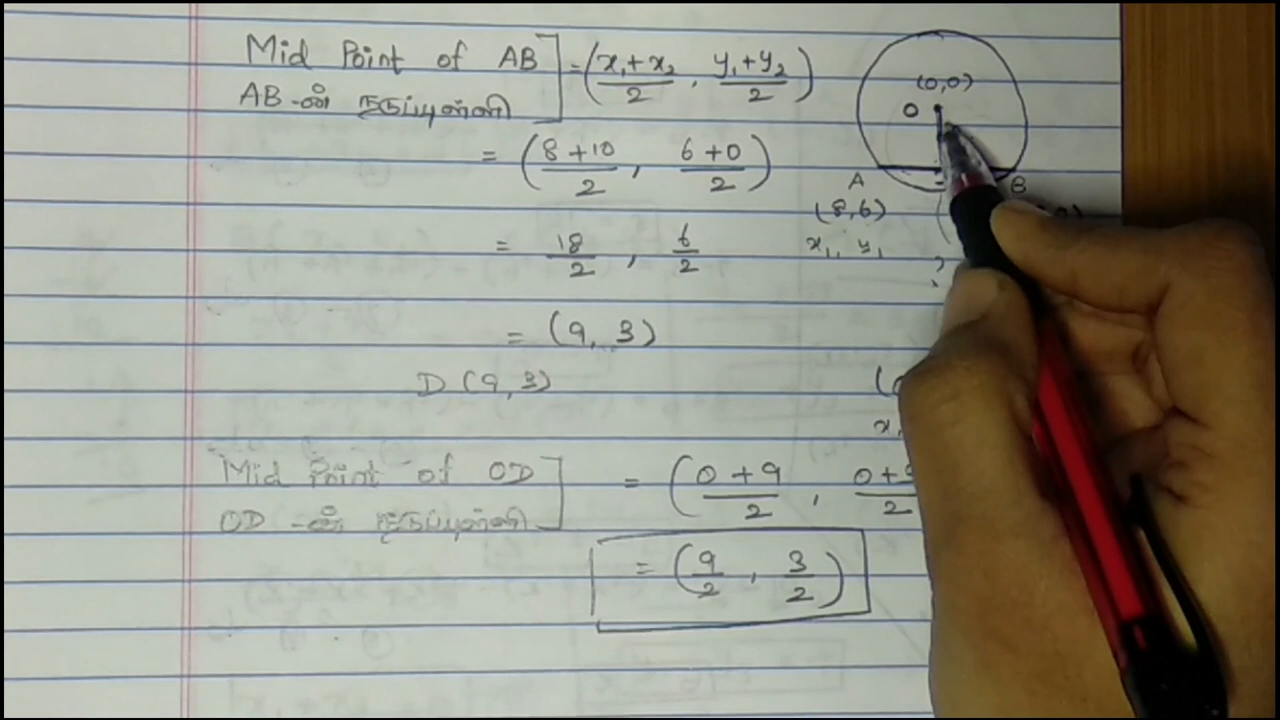 Mid Point of AB ] = (x₁+x₂/2 , y₁+y₂/2)
AB-ன் நடுப்புள்ளி
= (8+10/2 , 6+0/2)
= 18/2 , 6/2
= (9, 3)
D (9, 3)
Mid Point of OD ] = (0+9/2 , 0+
OD-ன் நடுப்புள்ளி
= (9/2 , 3/2)
(0,0)
O
A B
(8,6)
x₁, y₁
?